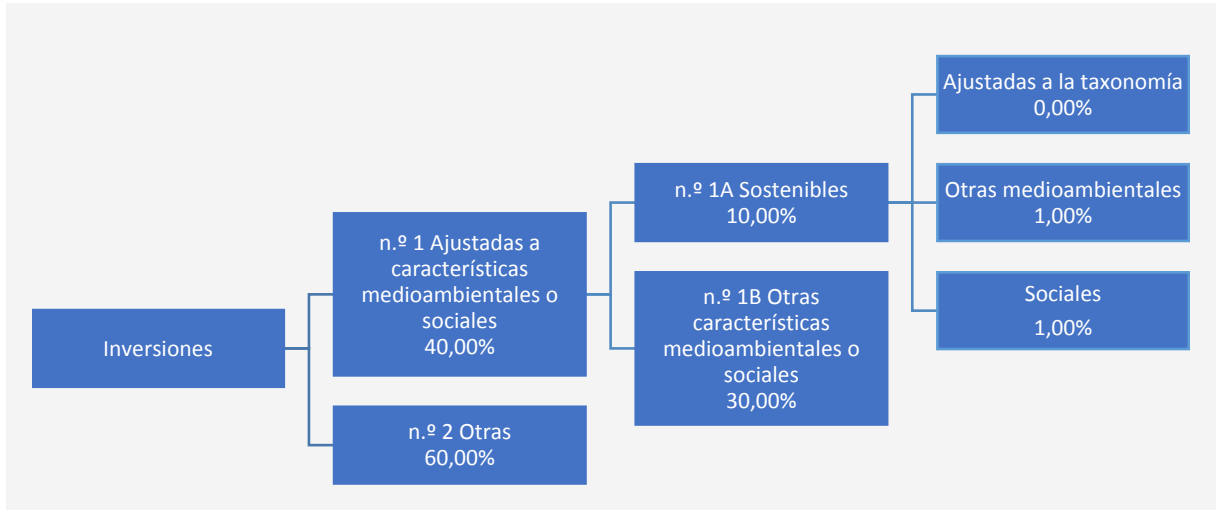 Inversiones
n.º 1 Ajustadas a
características
medioambientales o
sociales
40,00%
n.º 2 Otras
60,00%
n.º 1A Sostenibles
10,00%
n.º 1B Otras
características
medioambientales o
sociales
30,00%
Ajustadas a la taxonomía
0,00%
Otras medioambientales
1,00%
Sociales
1,00%